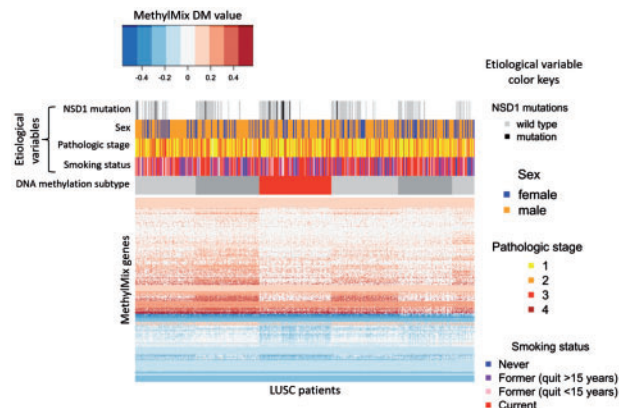 MethylMix DM value
-0.4 -0.2 0 0.2 0.4
Etiological variable
color keys
Etiological
variables
NSD1 mutation
Sex
Pathologic stage
Smoking status
DNA methylation subtype
NSD1 mutations
wild type
mutation
Sex
female
male
MethylMix genes
Pathologic stage
1
2
3
4
Smoking status
Never
Former (quit >15 years)
Former (quit <15 years)
Current
LUSC patients